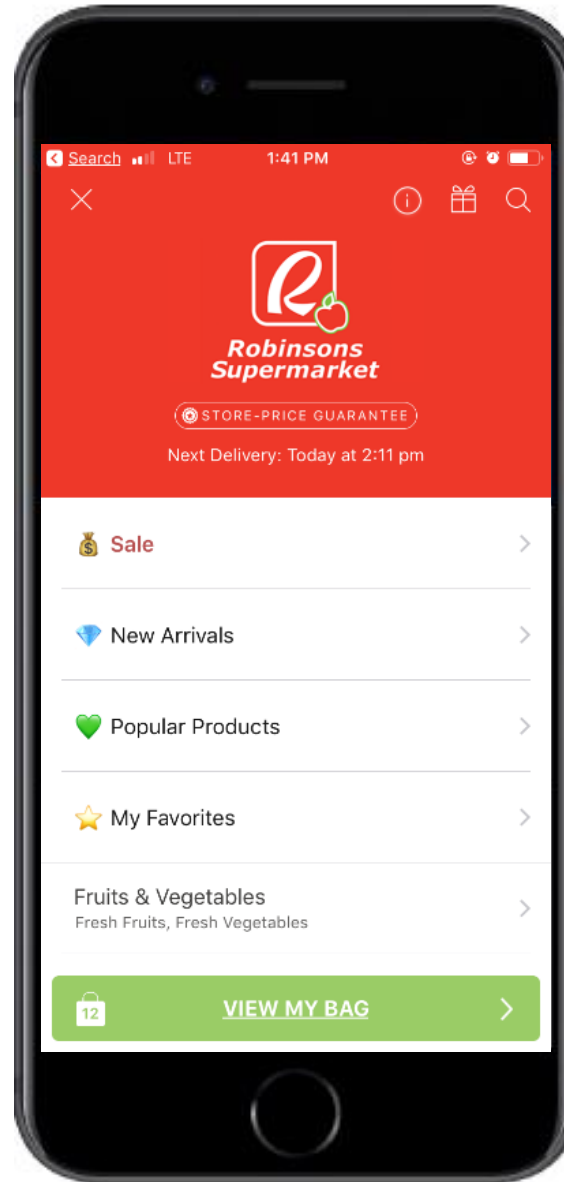 Search LTE 1:41 PM
R
Robinsons
Supermarket
STORE-PRICE GUARANTEE
Next Delivery: Today at 2:11 pm
Sale
New Arrivals
Popular Products
My Favorites
Fruits & Vegetables
Fresh Fruits, Fresh Vegetables
12 VIEW MY BAG